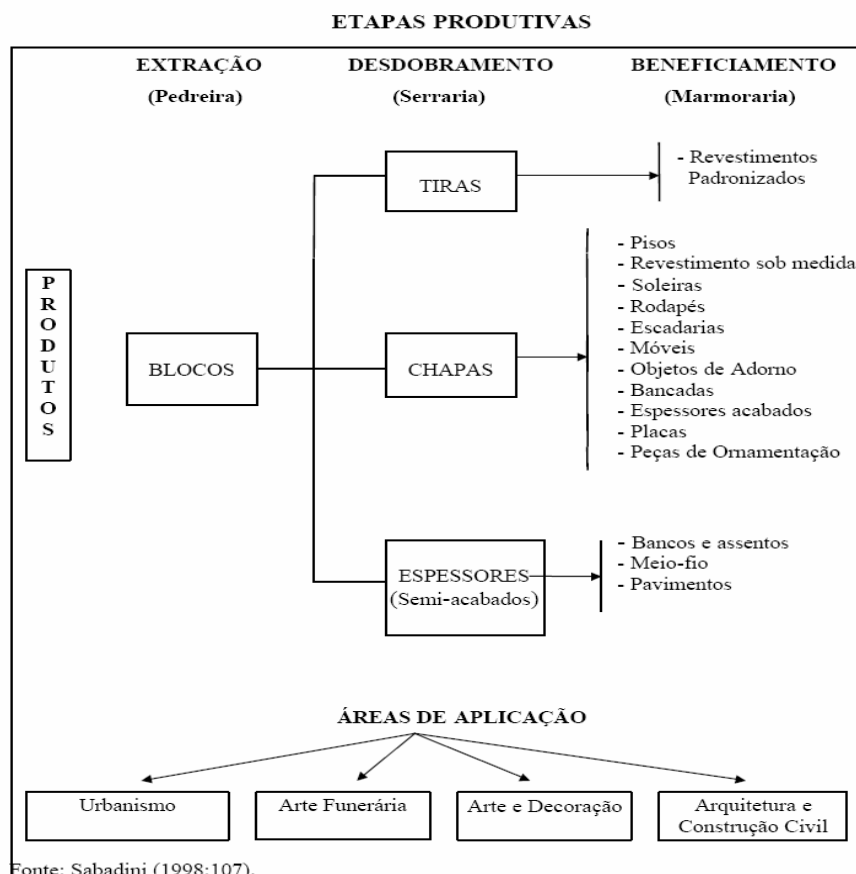 ETAPAS PRODUTIVAS
EXTRAÇÃO
(Pedreira)
DESDOBRAMENTO
(Serraria)
BENEFICIAMENTO
(Marmoraria)
PRODUTOS
BLOCOS
TIRAS
- Revestimentos
Padronizados
CHAPAS
- Pisos
- Revestimento sob medida
- Soleiras
- Rodapés
- Escadarias
- Móveis
- Objetos de Adorno
- Bancadas
- Espessores acabados
- Placas
- Peças de Ornamentação
ESPESSORES
(Semi-acabados)
- Bancos e assentos
- Meio-fio
- Pavimentos
ÁREAS DE APLICAÇÃO
Urbanismo
Arte Funerária
Arte e Decoração
Arquitetura e
Construção Civil
Fonte: Sabadini (1998:107).